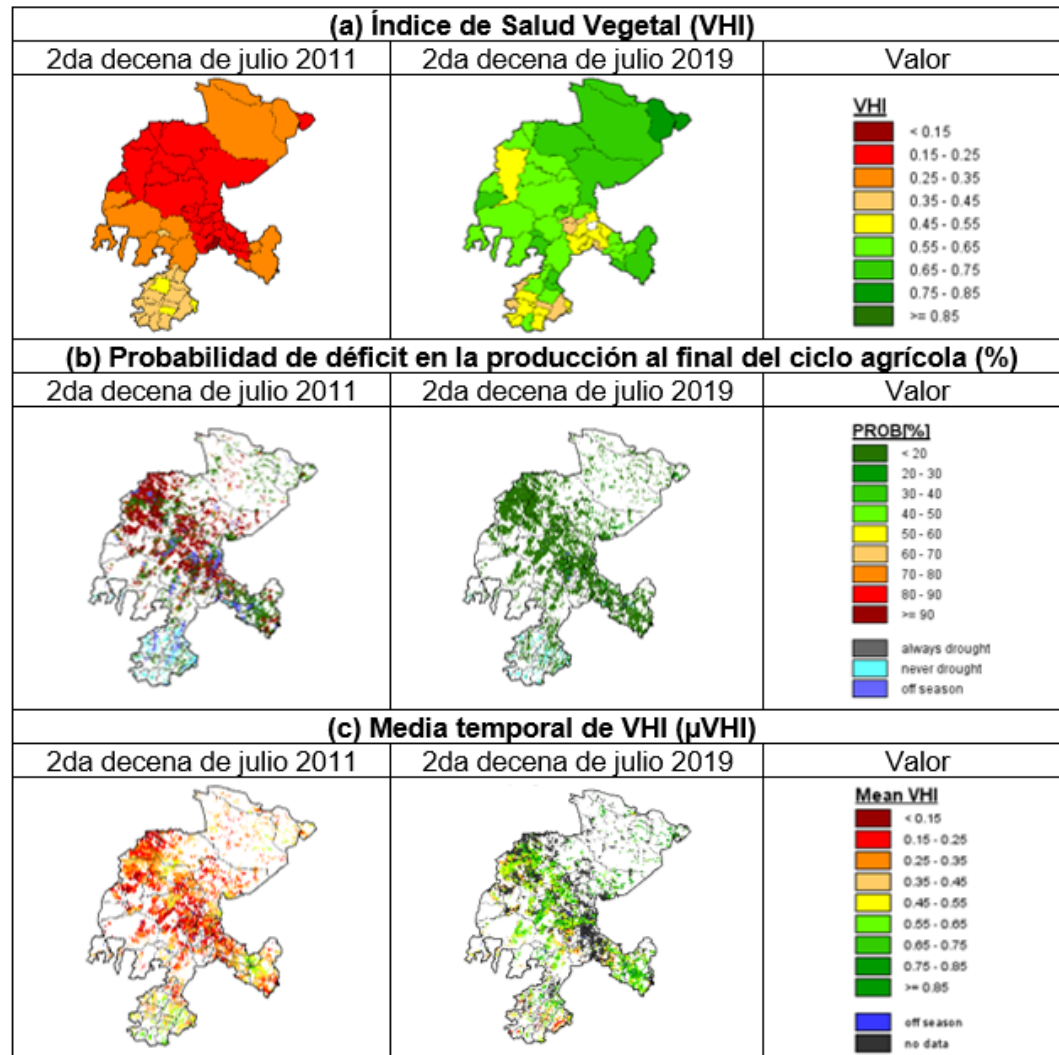 (a) Índice de Salud Vegetal (VHI)
2da decena de julio 2011
2da decena de julio 2019
Valor
VHI
< 0.15
0.15 - 0.25
0.25 - 0.35
0.35 - 0.45
0.45 - 0.55
0.55 - 0.65
0.65 - 0.75
0.75 - 0.85
>= 0.85
(b) Probabilidad de déficit en la producción al final del ciclo agrícola (%)
2da decena de julio 2011
2da decena de julio 2019
Valor
PROB[%]
< 20
20 - 30
30 - 40
40 - 50
50 - 60
60 - 70
70 - 80
80 - 90
>= 90
always drought
never drought
off season
(c) Media temporal de VHI (µVHI)
2da decena de julio 2011
2da decena de julio 2019
Valor
Mean VHI
< 0.15
0.15 - 0.25
0.25 - 0.35
0.35 - 0.45
0.45 - 0.55
0.55 - 0.65
0.65 - 0.75
0.75 - 0.85
>= 0.85
off season
no data